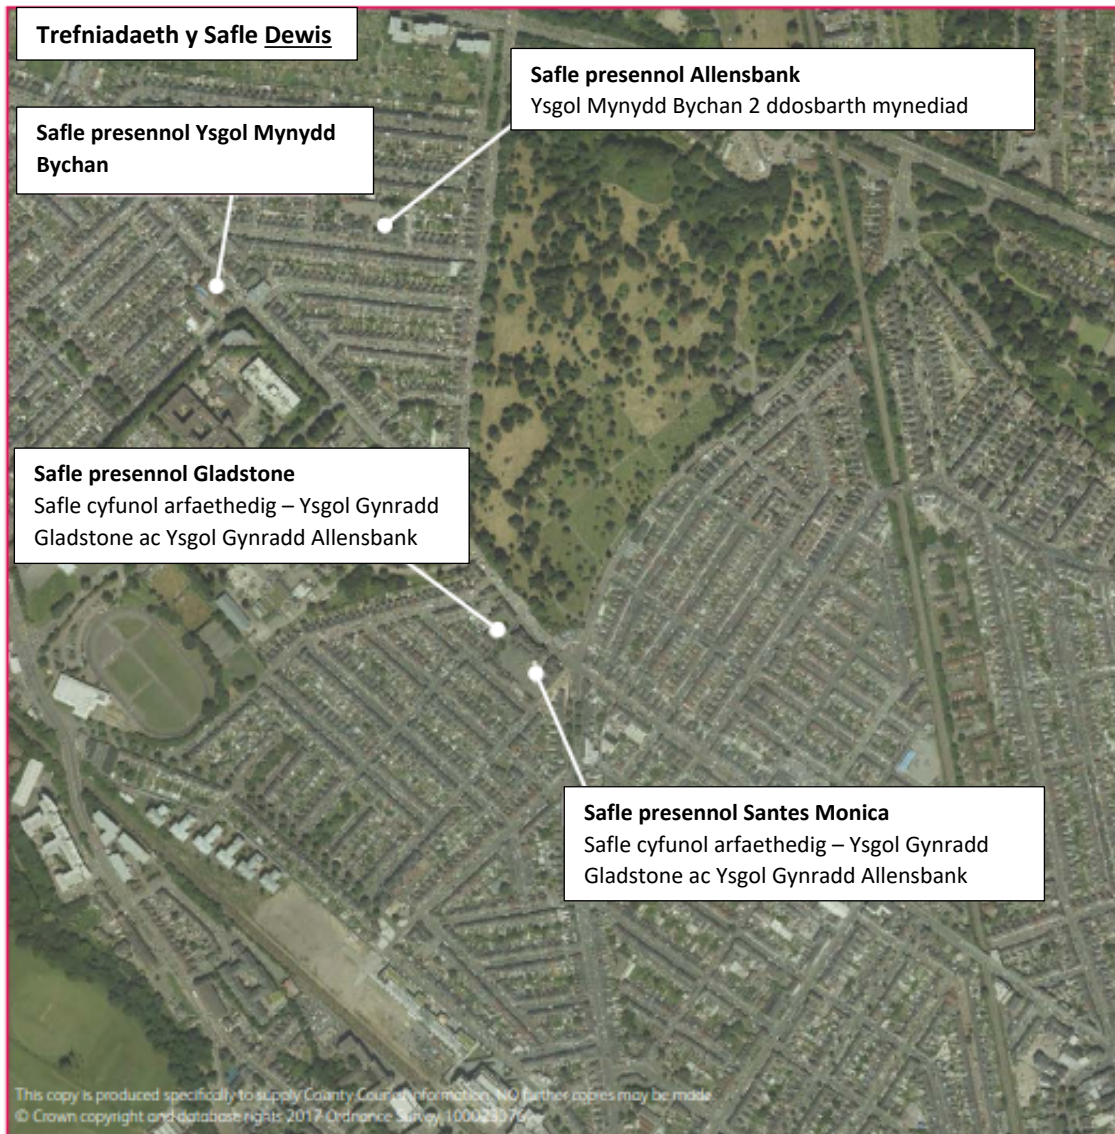 Trefniadaeth y Safle Dewis
Safle presennol Allensbank
Ysgol Mynydd Bychan 2 ddosbarth mynediad
Safle presennol Ysgol Mynydd
Bychan
Safle presennol Gladstone
Safle cyfunol arfaethedig – Ysgol Gynradd
Gladstone ac Ysgol Gynradd Allensbank
Safle presennol Santes Monica
Safle cyfunol arfaethedig – Ysgol Gynradd
Gladstone ac Ysgol Gynradd Allensbank
This copy is produced specifically to supply County Council information. NO further copies may be made.
© Crown copyright and database rights 2017 Ordnance Survey